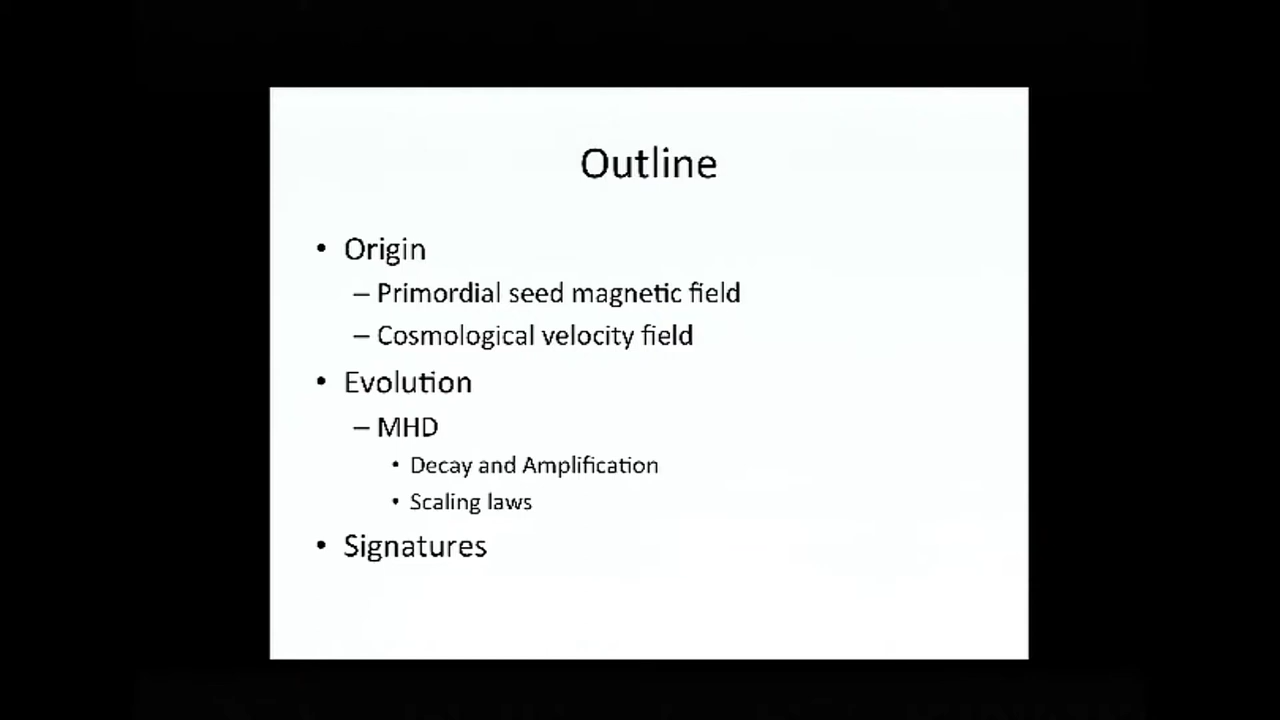 Outline
• Origin
– Primordial seed magnetic field
– Cosmological velocity field
• Evolution
– MHD
• Decay and Amplification
• Scaling laws
• Signatures